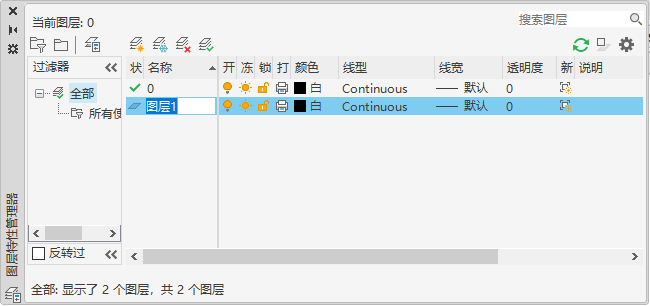 当前图层: 0
搜索图层
过滤器
全部
所有使
反转过
状 名称 开 冻 锁 打 颜色 线型 线宽 透明度 新 说明
0 白 Continuous 默认 0
图层1 白 Continuous 默认 0
全部: 显示了 2 个图层，共 2 个图层
图层特性管理器